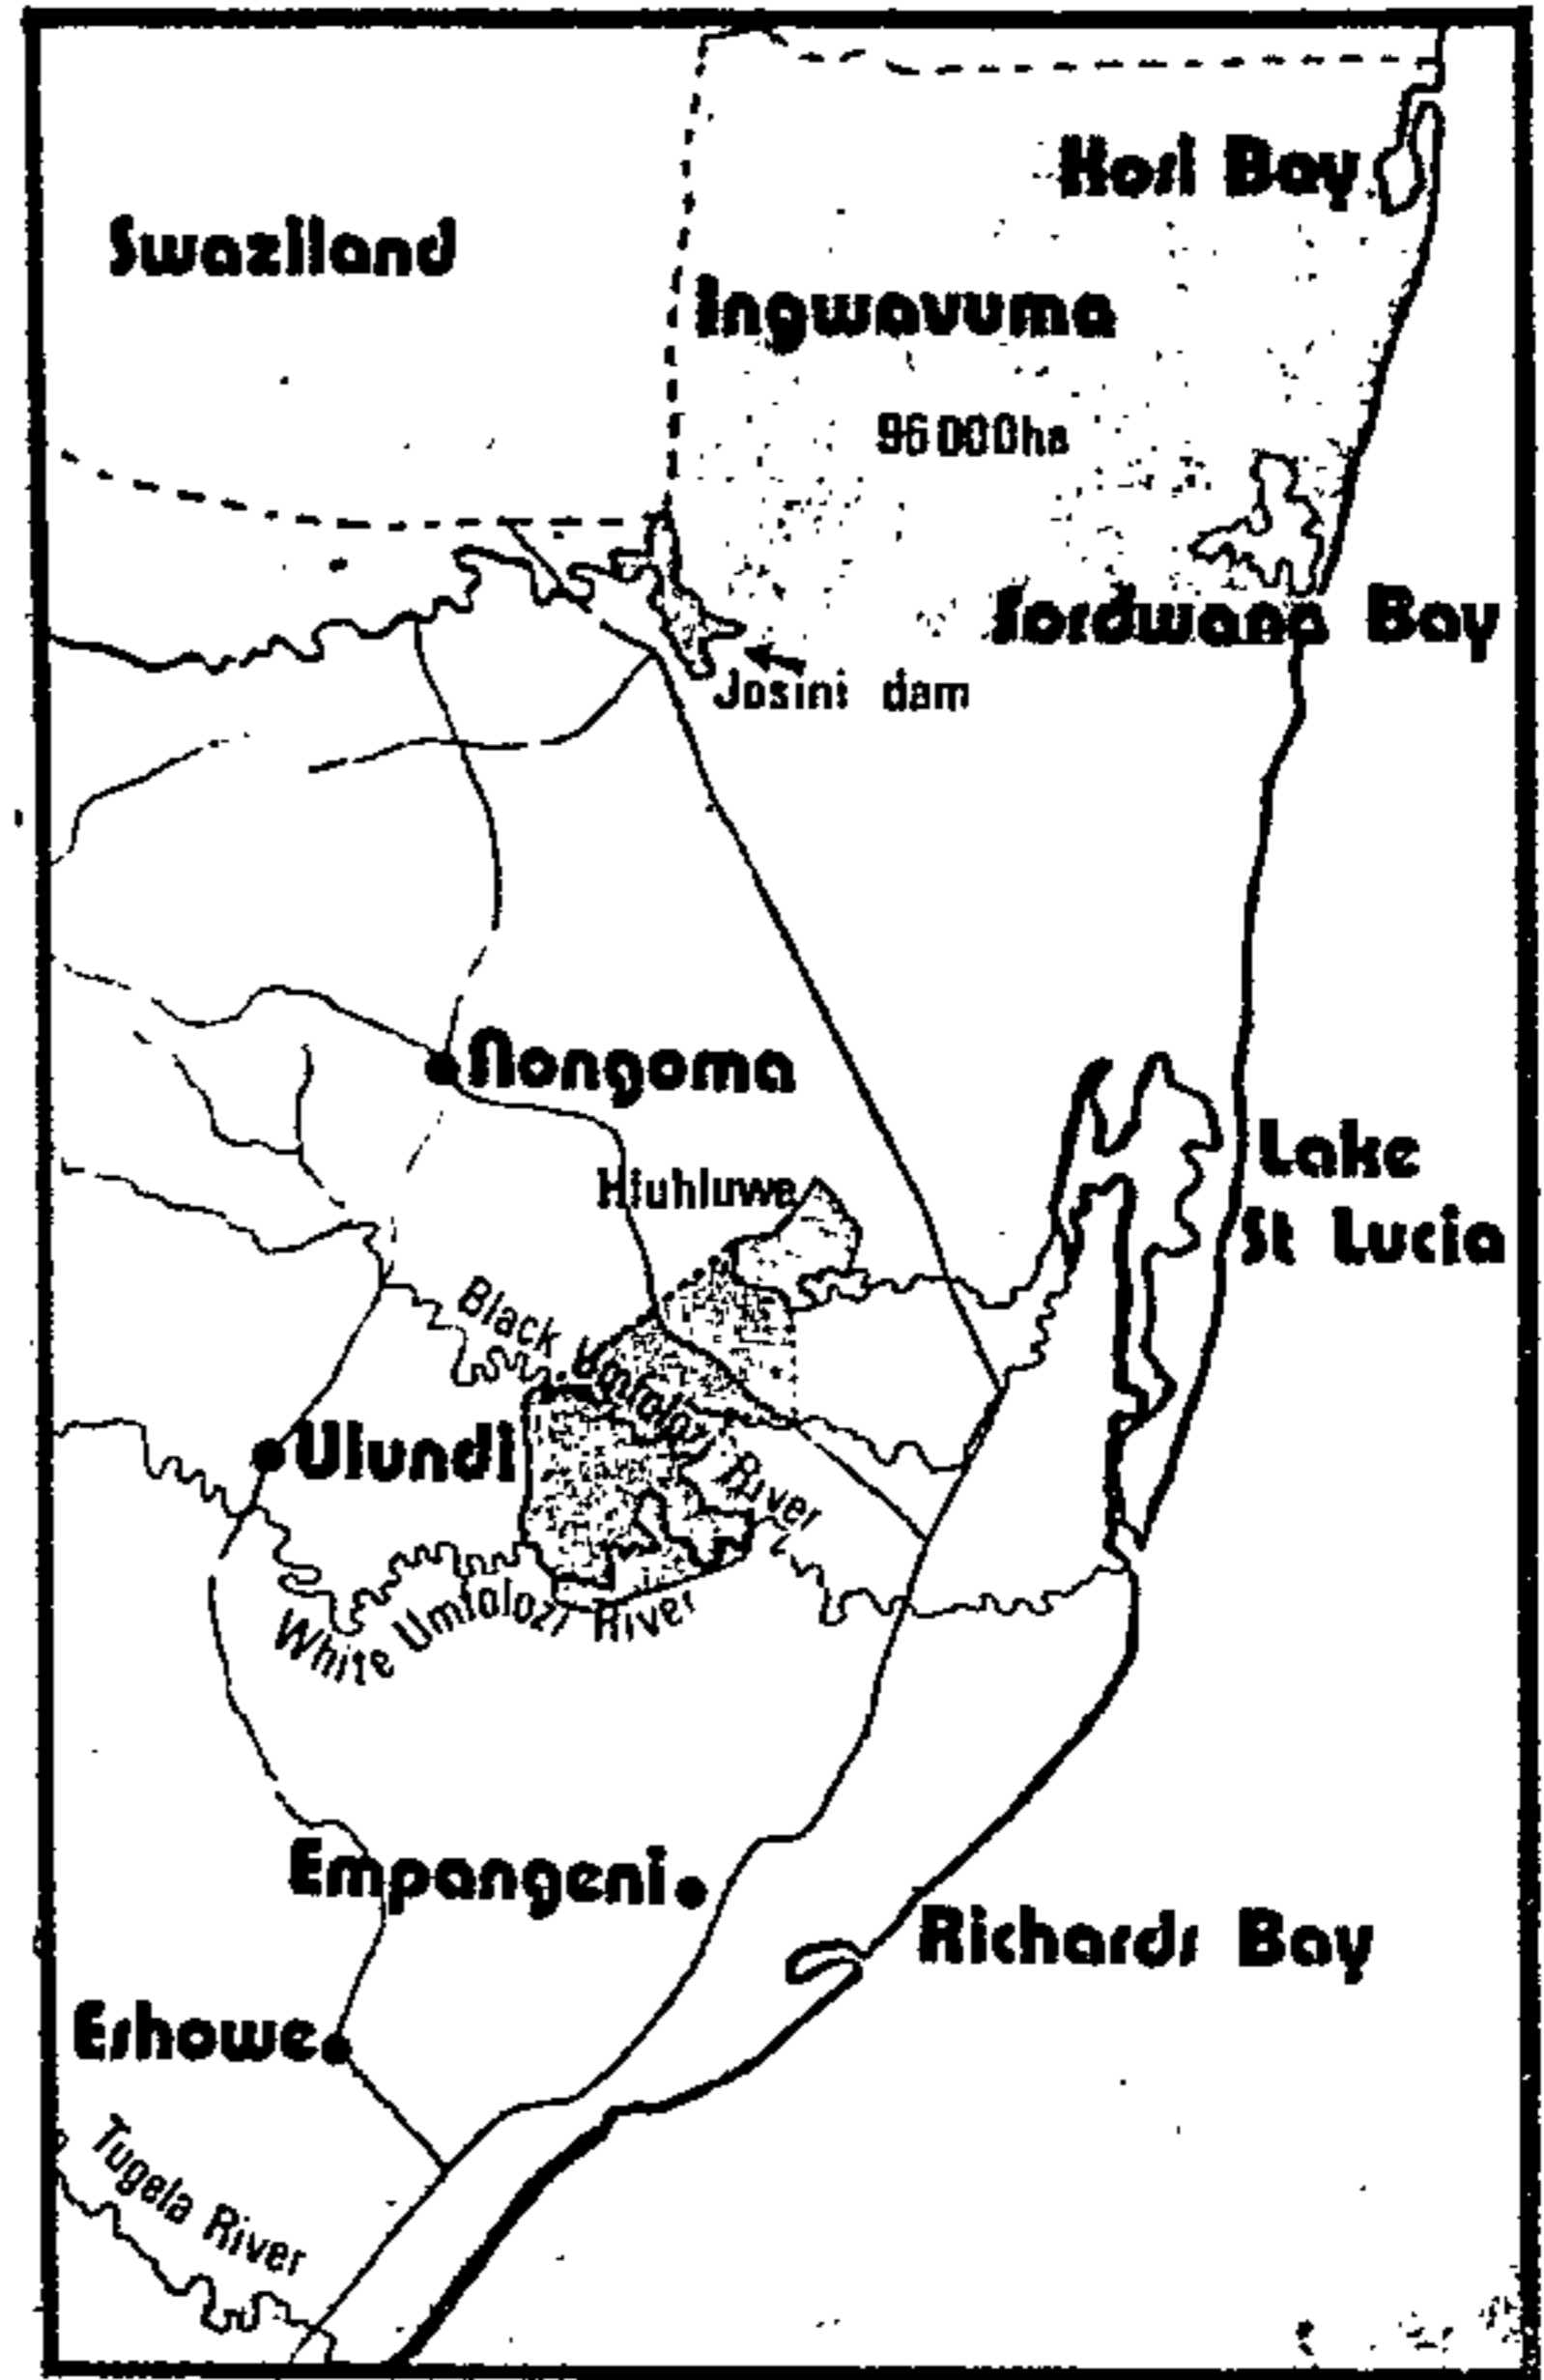 Kosi Bay
Swaziland
Ingwavuma
96 000ha
Sordwana Bay
Josini dam
Nongoma
Lake
St Lucia
Hluhluwe
Black Umfolozi River
Ulundi
White Umfolozi River
Empangeni
Richards Bay
Eshowe
Tugela River